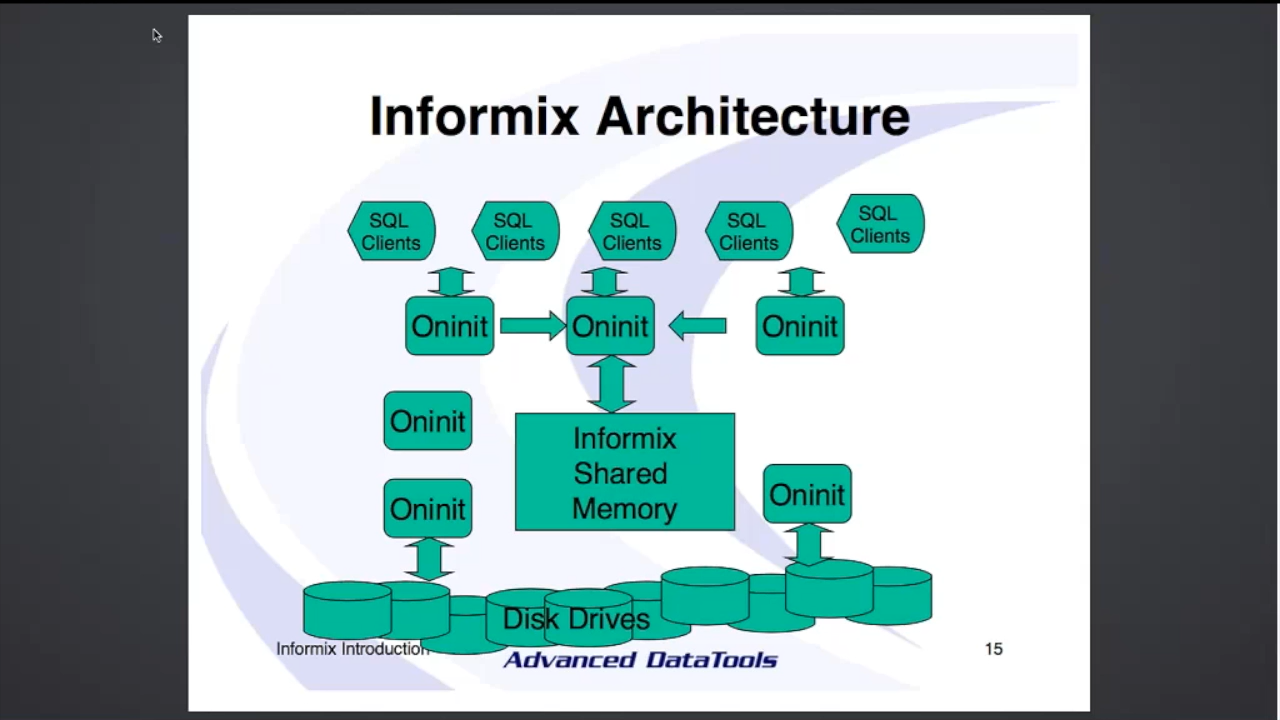 Informix Architecture
SQL
Clients
SQL
Clients
SQL
Clients
SQL
Clients
SQL
Clients
Oninit
Oninit
Oninit
Oninit
Informix
Shared
Memory
Oninit
Oninit
Disk Drives
Informix Introduction
Advanced DataTools
15